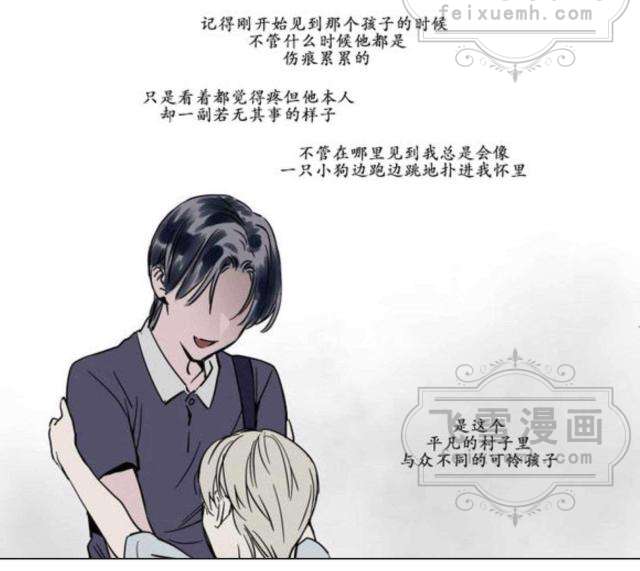 feixuemh.com
记得刚开始见到那个孩子的时候
不管什么时候他都是
伤痕累累的
只是看着都觉得疼但他本人
却一副若无其事的样子
不管在哪里见到我总是会像
一只小狗边跑边跳地扑进我怀里
飞雪漫画
feixuemh.com
是这个
平凡的村子里
与众不同的可怜孩子